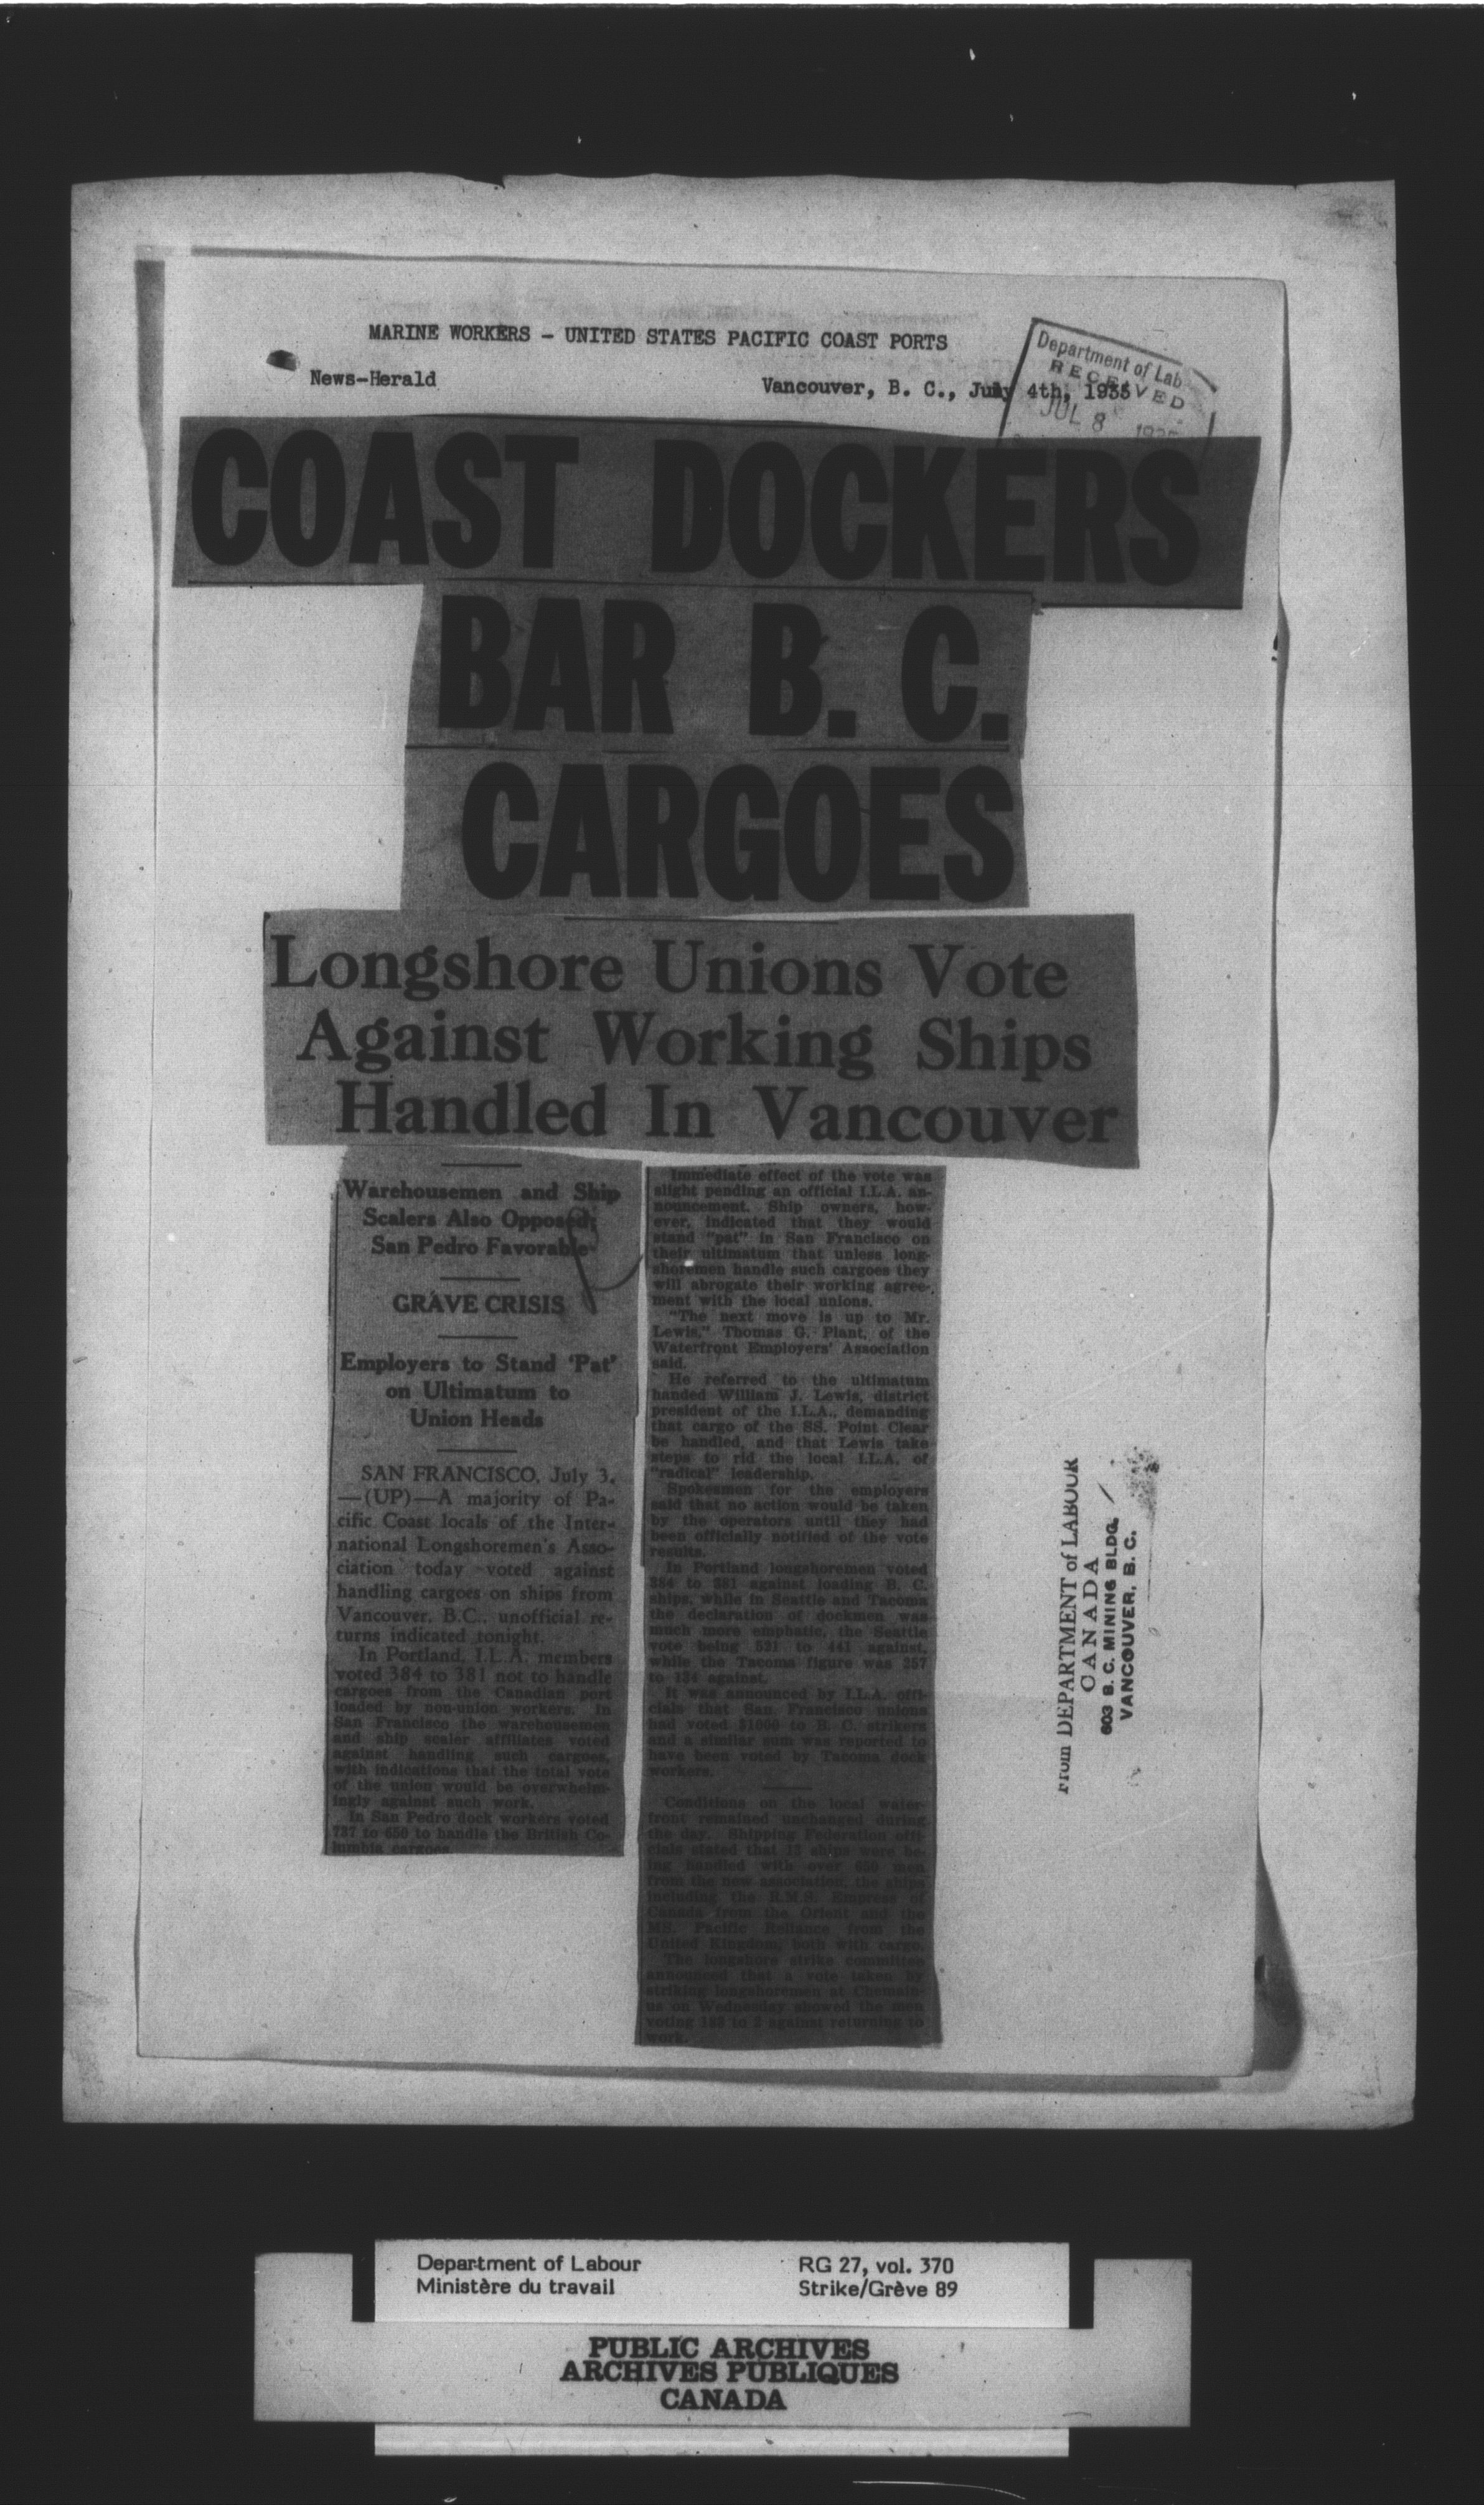 MARINE WORKERS - UNITED STATES PACIFIC COAST PORTS
News-Herald
Vancouver, B. C., July 4th, 1935
Department of Lab
RECEIVED
JUL 8 1935
COAST DOCKERS
BAR B. C.
CARGOES
Longshore Unions Vote
Against Working Ships
Handled In Vancouver
Warehousemen and Ship
Scalers Also Opposed;
San Pedro Favorable
GRAVE CRISIS
Employers to Stand 'Pat'
on Ultimatum to
Union Heads
SAN FRANCISCO, July 3.
—(UP)—A majority of Pa-
cific Coast locals of the Inter-
national Longshoremen's Asso-
ciation today voted against
handling cargoes on ships from
Vancouver, B.C., unofficial re-
turns indicated tonight.
In Portland, I.L.A. members
voted 384 to 381 not to handle
cargoes from the Canadian port
loaded by non-union workers. In
San Francisco the warehousemen
and ship scaler affiliates voted
against handling such cargoes,
with indications that the total vote
of the union would be overwhelm-
ingly against such work.
In San Pedro dock workers voted
737 to 650 to handle the British Co-
lumbia cargoes.
Immediate effect of the vote was
slight pending an official I.L.A. an-
nouncement. Ship owners, how-
ever, indicated that they would
stand "pat" in San Francisco on
their ultimatum that unless long-
shoremen handle such cargoes they
will abrogate their working agree-
ment with the local unions.
"The next move is up to Mr.
Lewis," Thomas G. Plant, of the
Waterfront Employers' Association
said.
He referred to the ultimatum
handed William J. Lewis, district
president of the I.L.A., demanding
that cargo of the SS. Point Clear
be handled, and that Lewis take
steps to rid the local I.L.A. of
"radical" leadership.
Spokesmen for the employers
said that no action would be taken
by the operators until they had
been officially notified of the vote
results.
In Portland longshoremen voted
384 to 381 against loading B. C.
ships, while in Seattle and Tacoma
the declaration of dockmen was
much more emphatic, the Seattle
vote being 521 to 441 against,
while the Tacoma figure was 357
to 134 against.
It was announced by I.L.A. offi-
cials that San Francisco unions
had voted $1000 to B. C. strikers
and a similar sum was reported to
have been voted by Tacoma dock
workers.
Conditions on the local water-
front remained unchanged during
the day. Shipping Federation offi-
cials stated that 12 ships were be-
ing handled with over 650 men
from the new association, the ships
including the R.M.S. Empress of
Canada from the Orient and the
MS. Pacific Reliance from the
United Kingdom, both with cargo.
The longshore strike committee
announced that a vote taken by
striking longshoremen at Chemain-
us on Wednesday showed the men
voting to 2 against returning to
work.
From DEPARTMENT of LABOUR
CANADA
603 B. C. MINING BLDG.
VANCOUVER, B. C.
Department of Labour
Ministère du travail
RG 27, vol. 370
Strike/Grève 89
PUBLIC ARCHIVES
ARCHIVES PUBLIQUES
CANADA